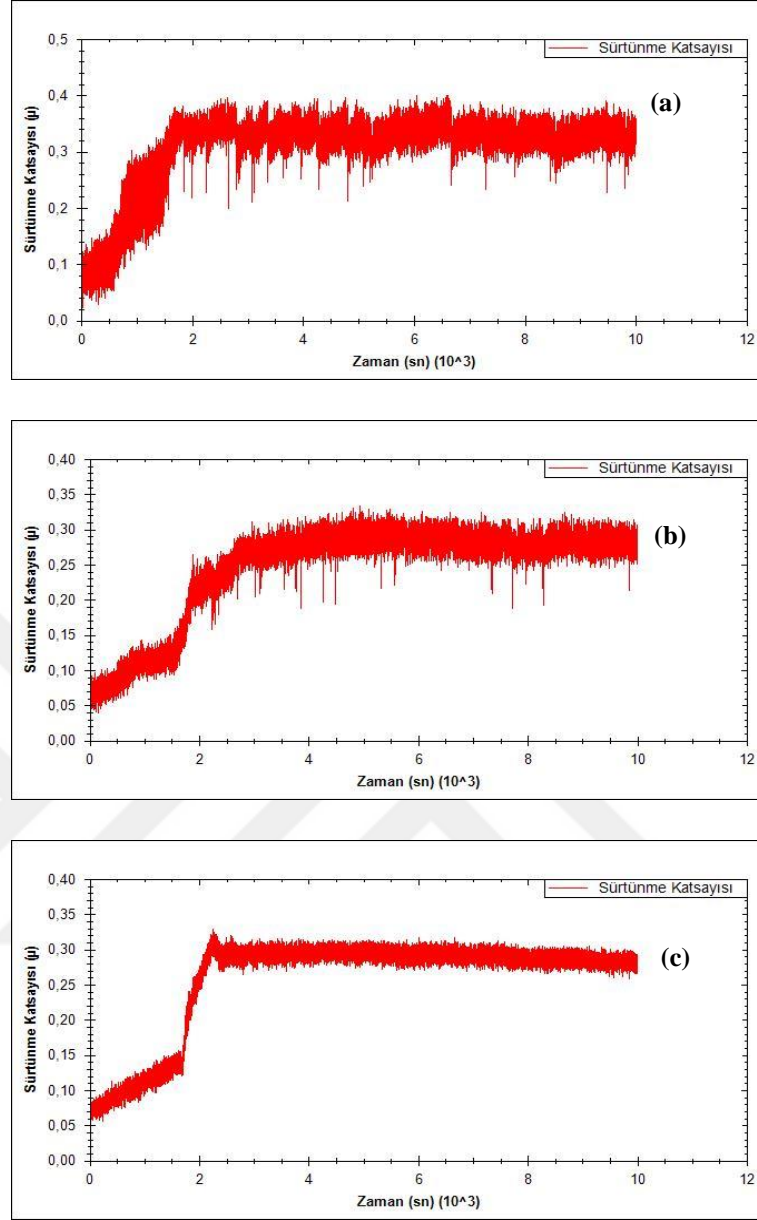 Sürtünme Katsayısı
(a)
Sürtünme Katsayısı (µ)
0,5
0,4
0,3
0,2
0,1
0,0
0 2 4 6 8 10 12
Zaman (sn) (10^3)
Sürtünme Katsayısı
(b)
Sürtünme Katsayısı (µ)
0,40
0,35
0,30
0,25
0,20
0,15
0,10
0,05
0,00
0 2 4 6 8 10 12
Zaman (sn) (10^3)
Sürtünme Katsayısı
(c)
Sürtünme Katsayısı (µ)
0,40
0,35
0,30
0,25
0,20
0,15
0,10
0,05
0,00
0 2 4 6 8 10 12
Zaman (sn) (10^3)